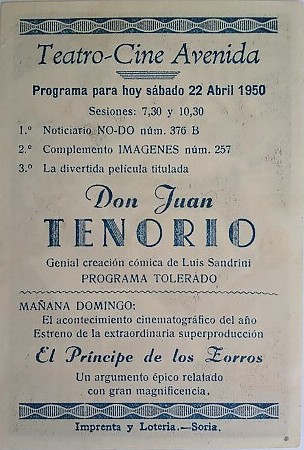 Teatro-Cine Avenida
Programa para hoy sábado 22 Abril 1950
Sesiones: 7,30 y 10,30
1.º Noticiario NO-DO núm. 376 B
2.º Complemento IMAGENES núm. 257
3.º La divertida película titulada
Don Juan
TENORIO
Genial creación cómica de Luis Sandrini
PROGRAMA TOLERADO
MAÑANA DOMINGO:
El acontecimiento cinematográfico del año
Estreno de la extraordinaria superproducción
El Príncipe de los Zorros
Un argumento épico relatado
con gran magnificencia.
Imprenta y Lotería.—Soria.